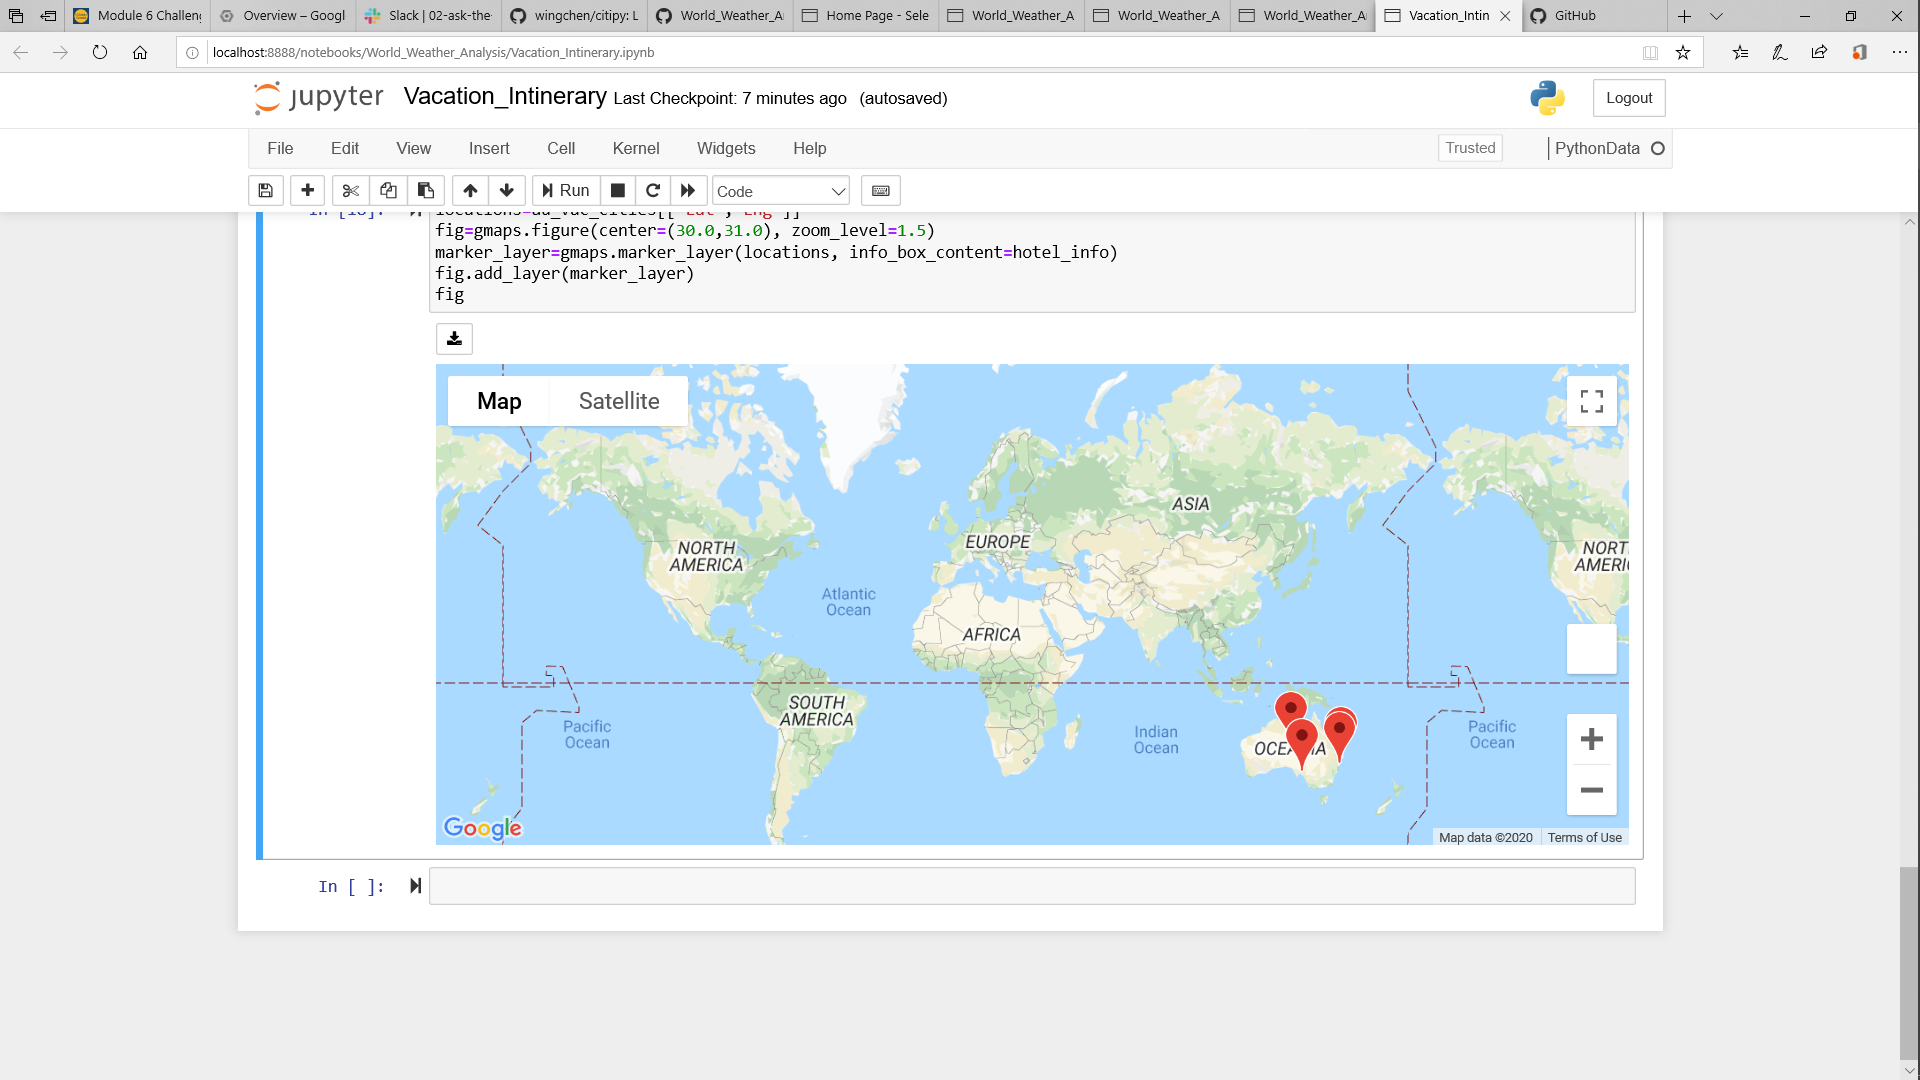 Module 6 Challeng
Overview – Googl
Slack | 02-ask-the
wingchen/citipy: L
World_Weather_A
Home Page - Sele
World_Weather_A
World_Weather_A
World_Weather_A
Vacation_Intin
GitHub
localhost:8888/notebooks/World_Weather_Analysis/Vacation_Intinerary.ipynb
jupyter Vacation_Intinerary Last Checkpoint: 7 minutes ago (autosaved)
Logout
File Edit View Insert Cell Kernel Widgets Help
Trusted
PythonData
Run
Code
fig=gmaps.figure(center=(30.0,31.0), zoom_level=1.5)
marker_layer=gmaps.marker_layer(locations, info_box_content=hotel_info)
fig.add_layer(marker_layer)
fig
Map Satellite
ASIA
EUROPE
NORTH
AMERICA
NORT
AMERI
Atlantic
Ocean
AFRICA
SOUTH
AMERICA
Pacific
Ocean
Indian
Ocean
OCE IA
Pacific
Ocean
Google
Map data ©2020 Terms of Use
In [ ]: